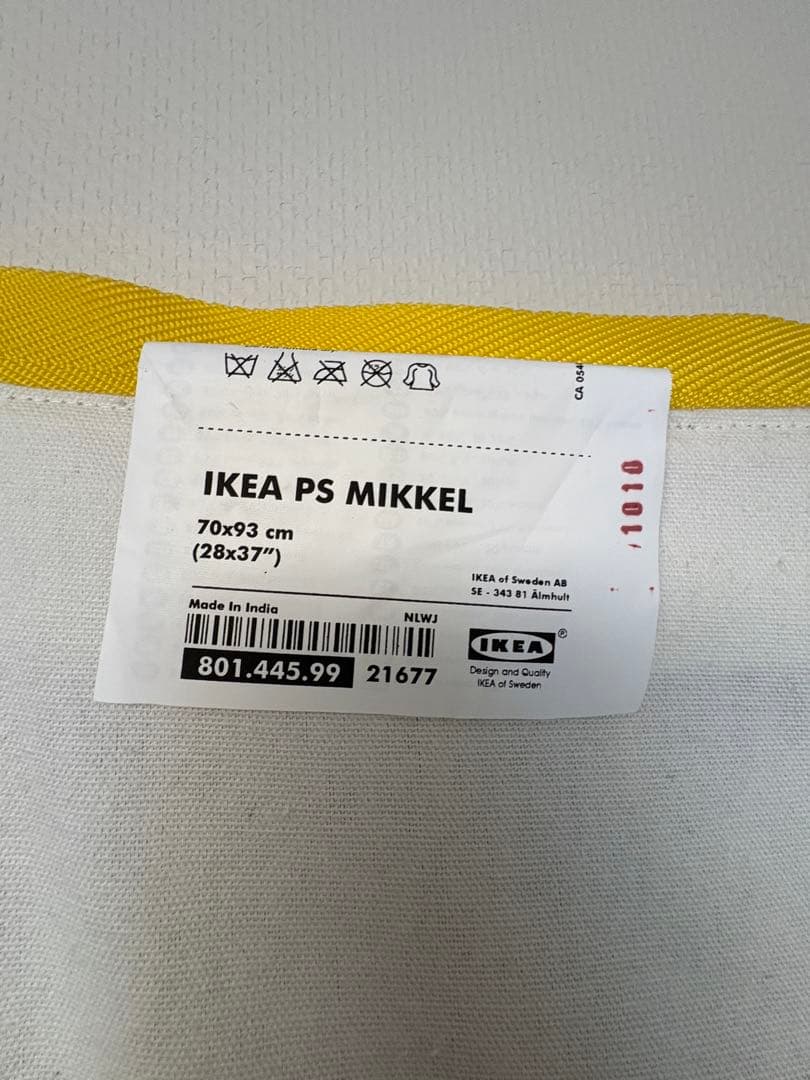 CA 054
IKEA PS MIKKEL
70x93 cm
(28x37")
1010
IKEA of Sweden AB
SE - 343 81 Älmhult
Made In India
NLWJ
801.445.99 21677
IKEA®
Design and Quality
IKEA of Sweden